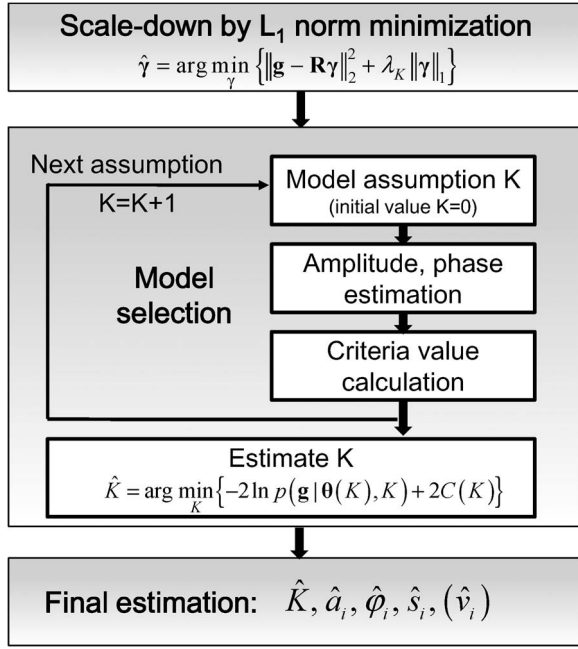 Scale-down by L₁ norm minimization
γ̂ = arg min_γ {‖g − Rγ‖₂² + λ_K ‖γ‖₁}
Next assumption
K=K+1
Model assumption K
(initial value K=0)
Amplitude, phase
estimation
Model
selection
Criteria value
calculation
Estimate K
K̂ = arg min_K {−2 ln p(g | θ(K), K) + 2C(K)}
Final estimation: K̂, âᵢ, φ̂ᵢ, ŝᵢ, (v̂ᵢ)